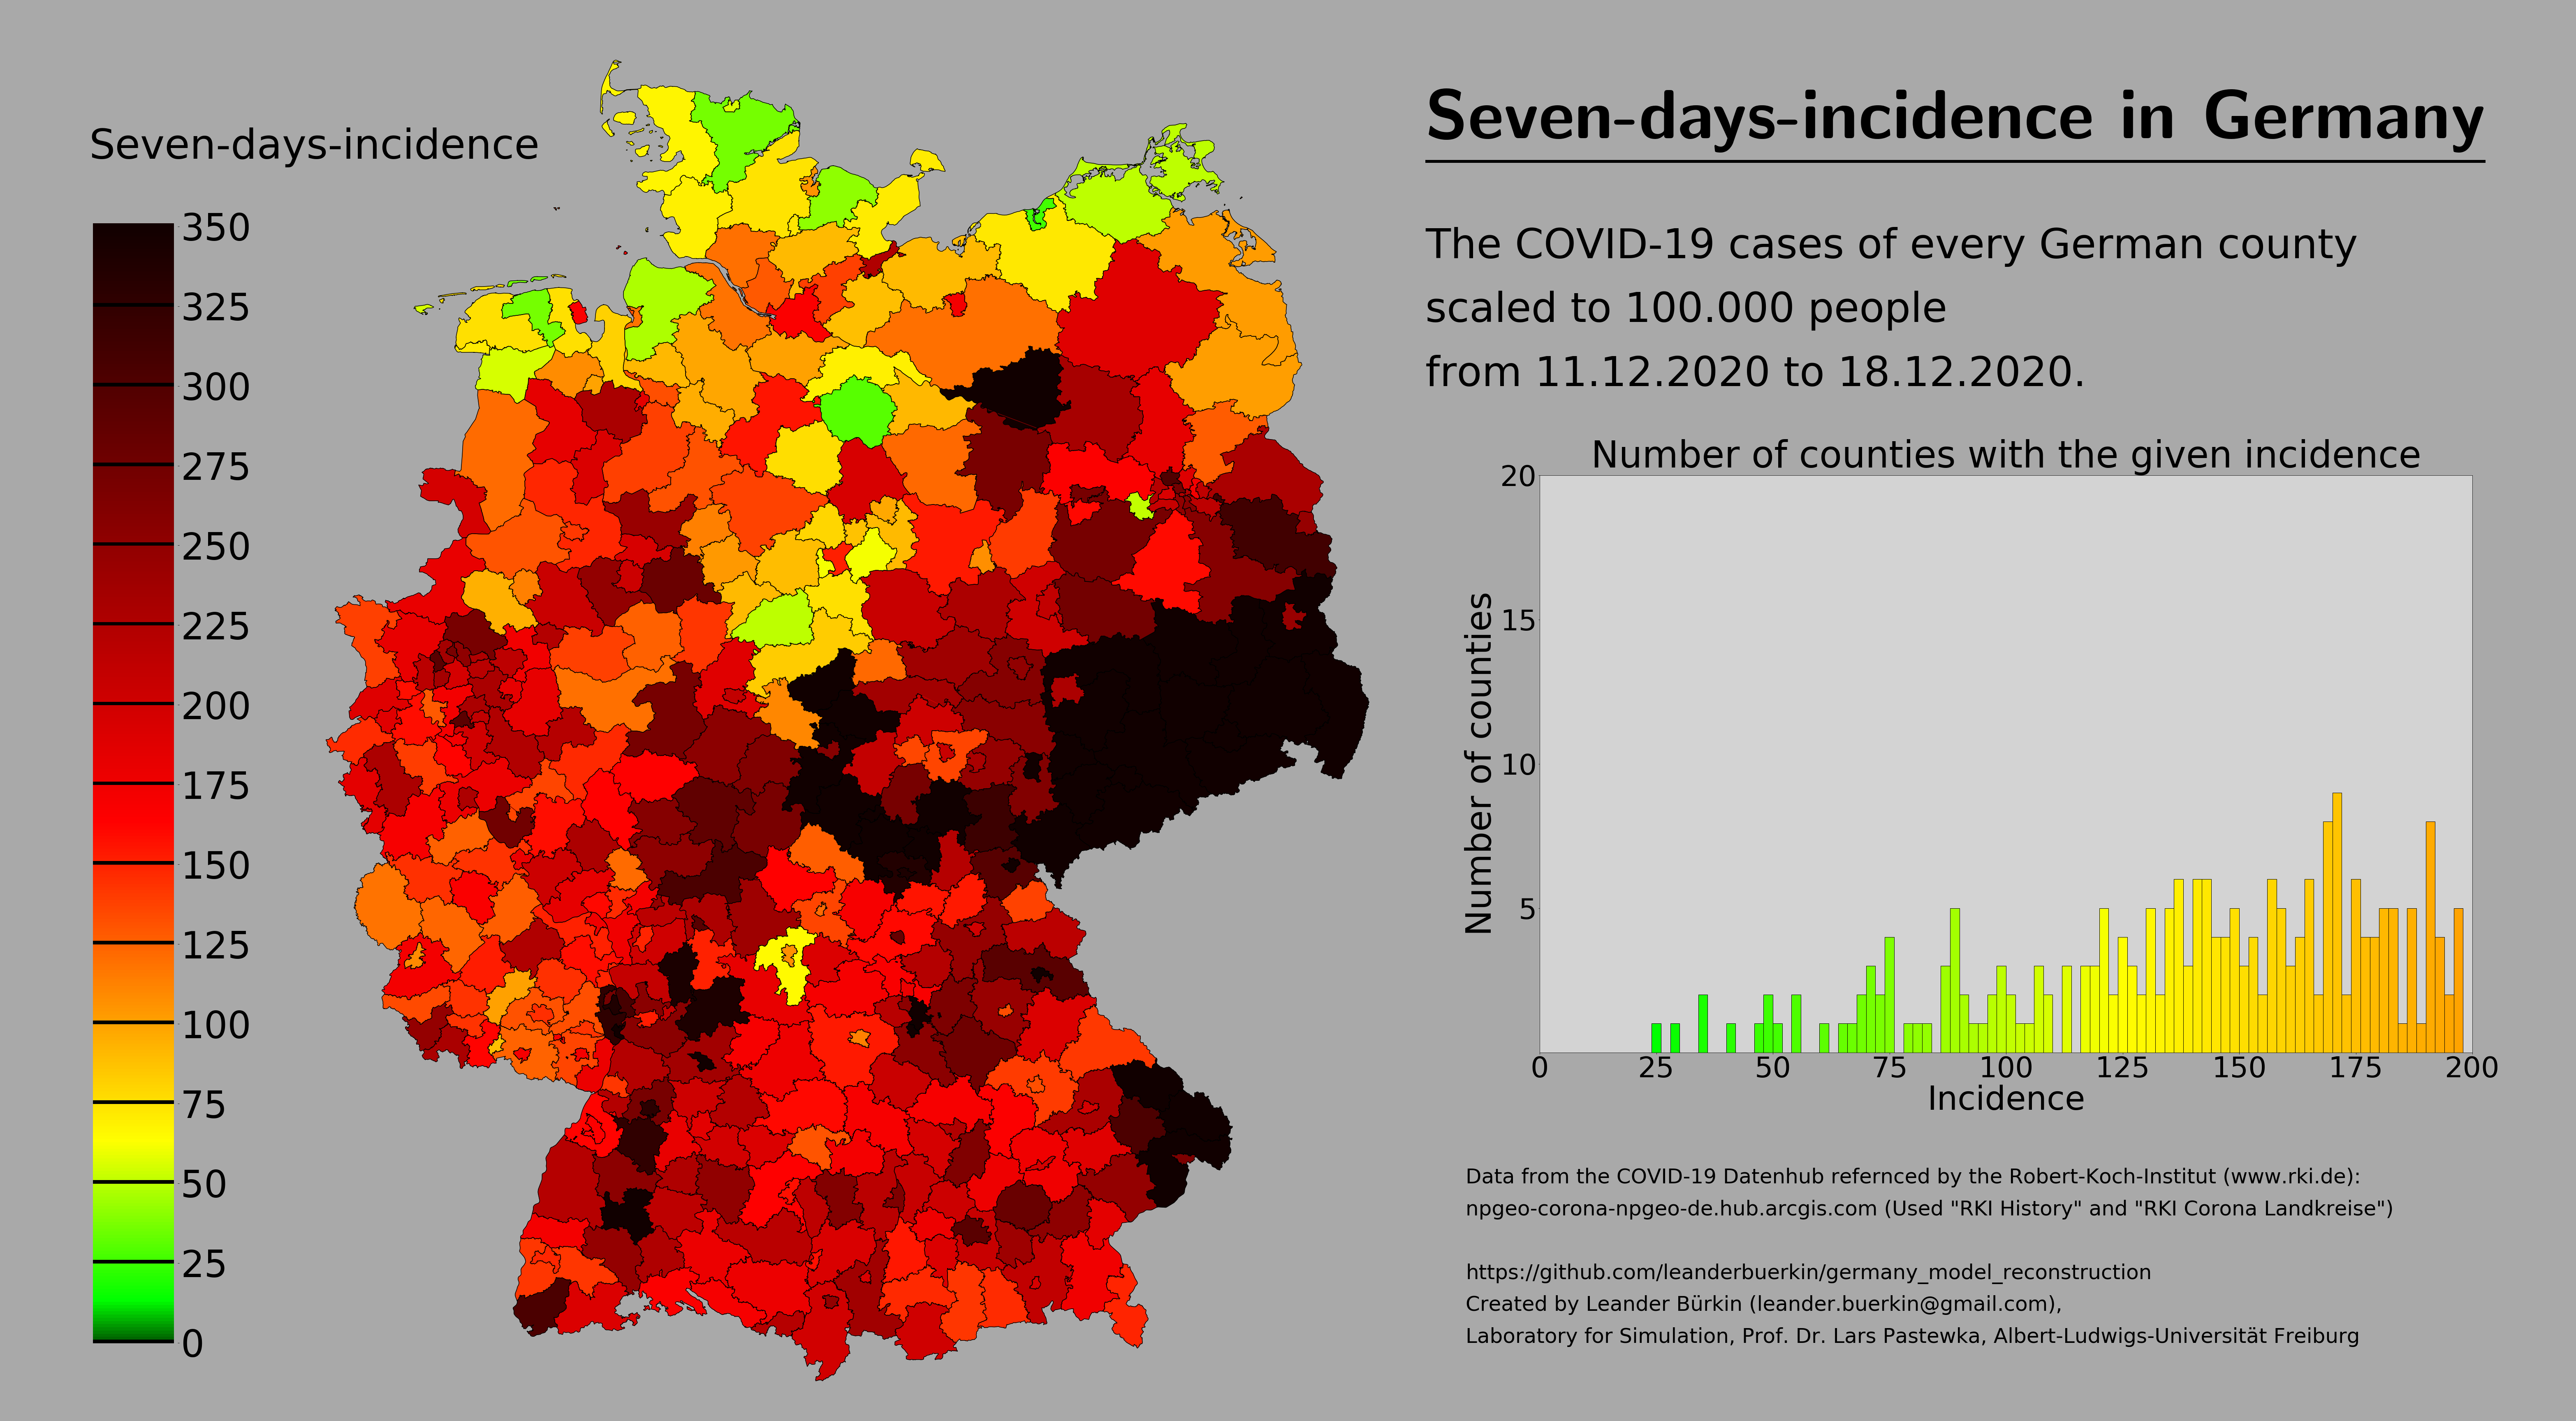 Seven-days-incidence in Germany
Seven-days-incidence
350
325
300
275
250
225
200
175
150
125
100
75
50
25
0
The COVID-19 cases of every German county
scaled to 100.000 people
from 11.12.2020 to 18.12.2020.
Number of counties with the given incidence
20
15
10
5
Number of counties
0 25 50 75 100 125 150 175 200
Incidence
Data from the COVID-19 Datenhub refernced by the Robert-Koch-Institut (www.rki.de):
npgeo-corona-npgeo-de.hub.arcgis.com (Used "RKI History" and "RKI Corona Landkreise")
https://github.com/leanderbuerkin/germany_model_reconstruction
Created by Leander Bürkin (leander.buerkin@gmail.com),
Laboratory for Simulation, Prof. Dr. Lars Pastewka, Albert-Ludwigs-Universität Freiburg